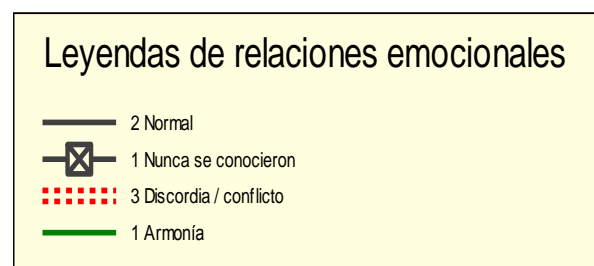 Leyendas de relaciones emocionales
2 Normal
1 Nunca se conocieron
3 Discordia / conflicto
1 Armonía